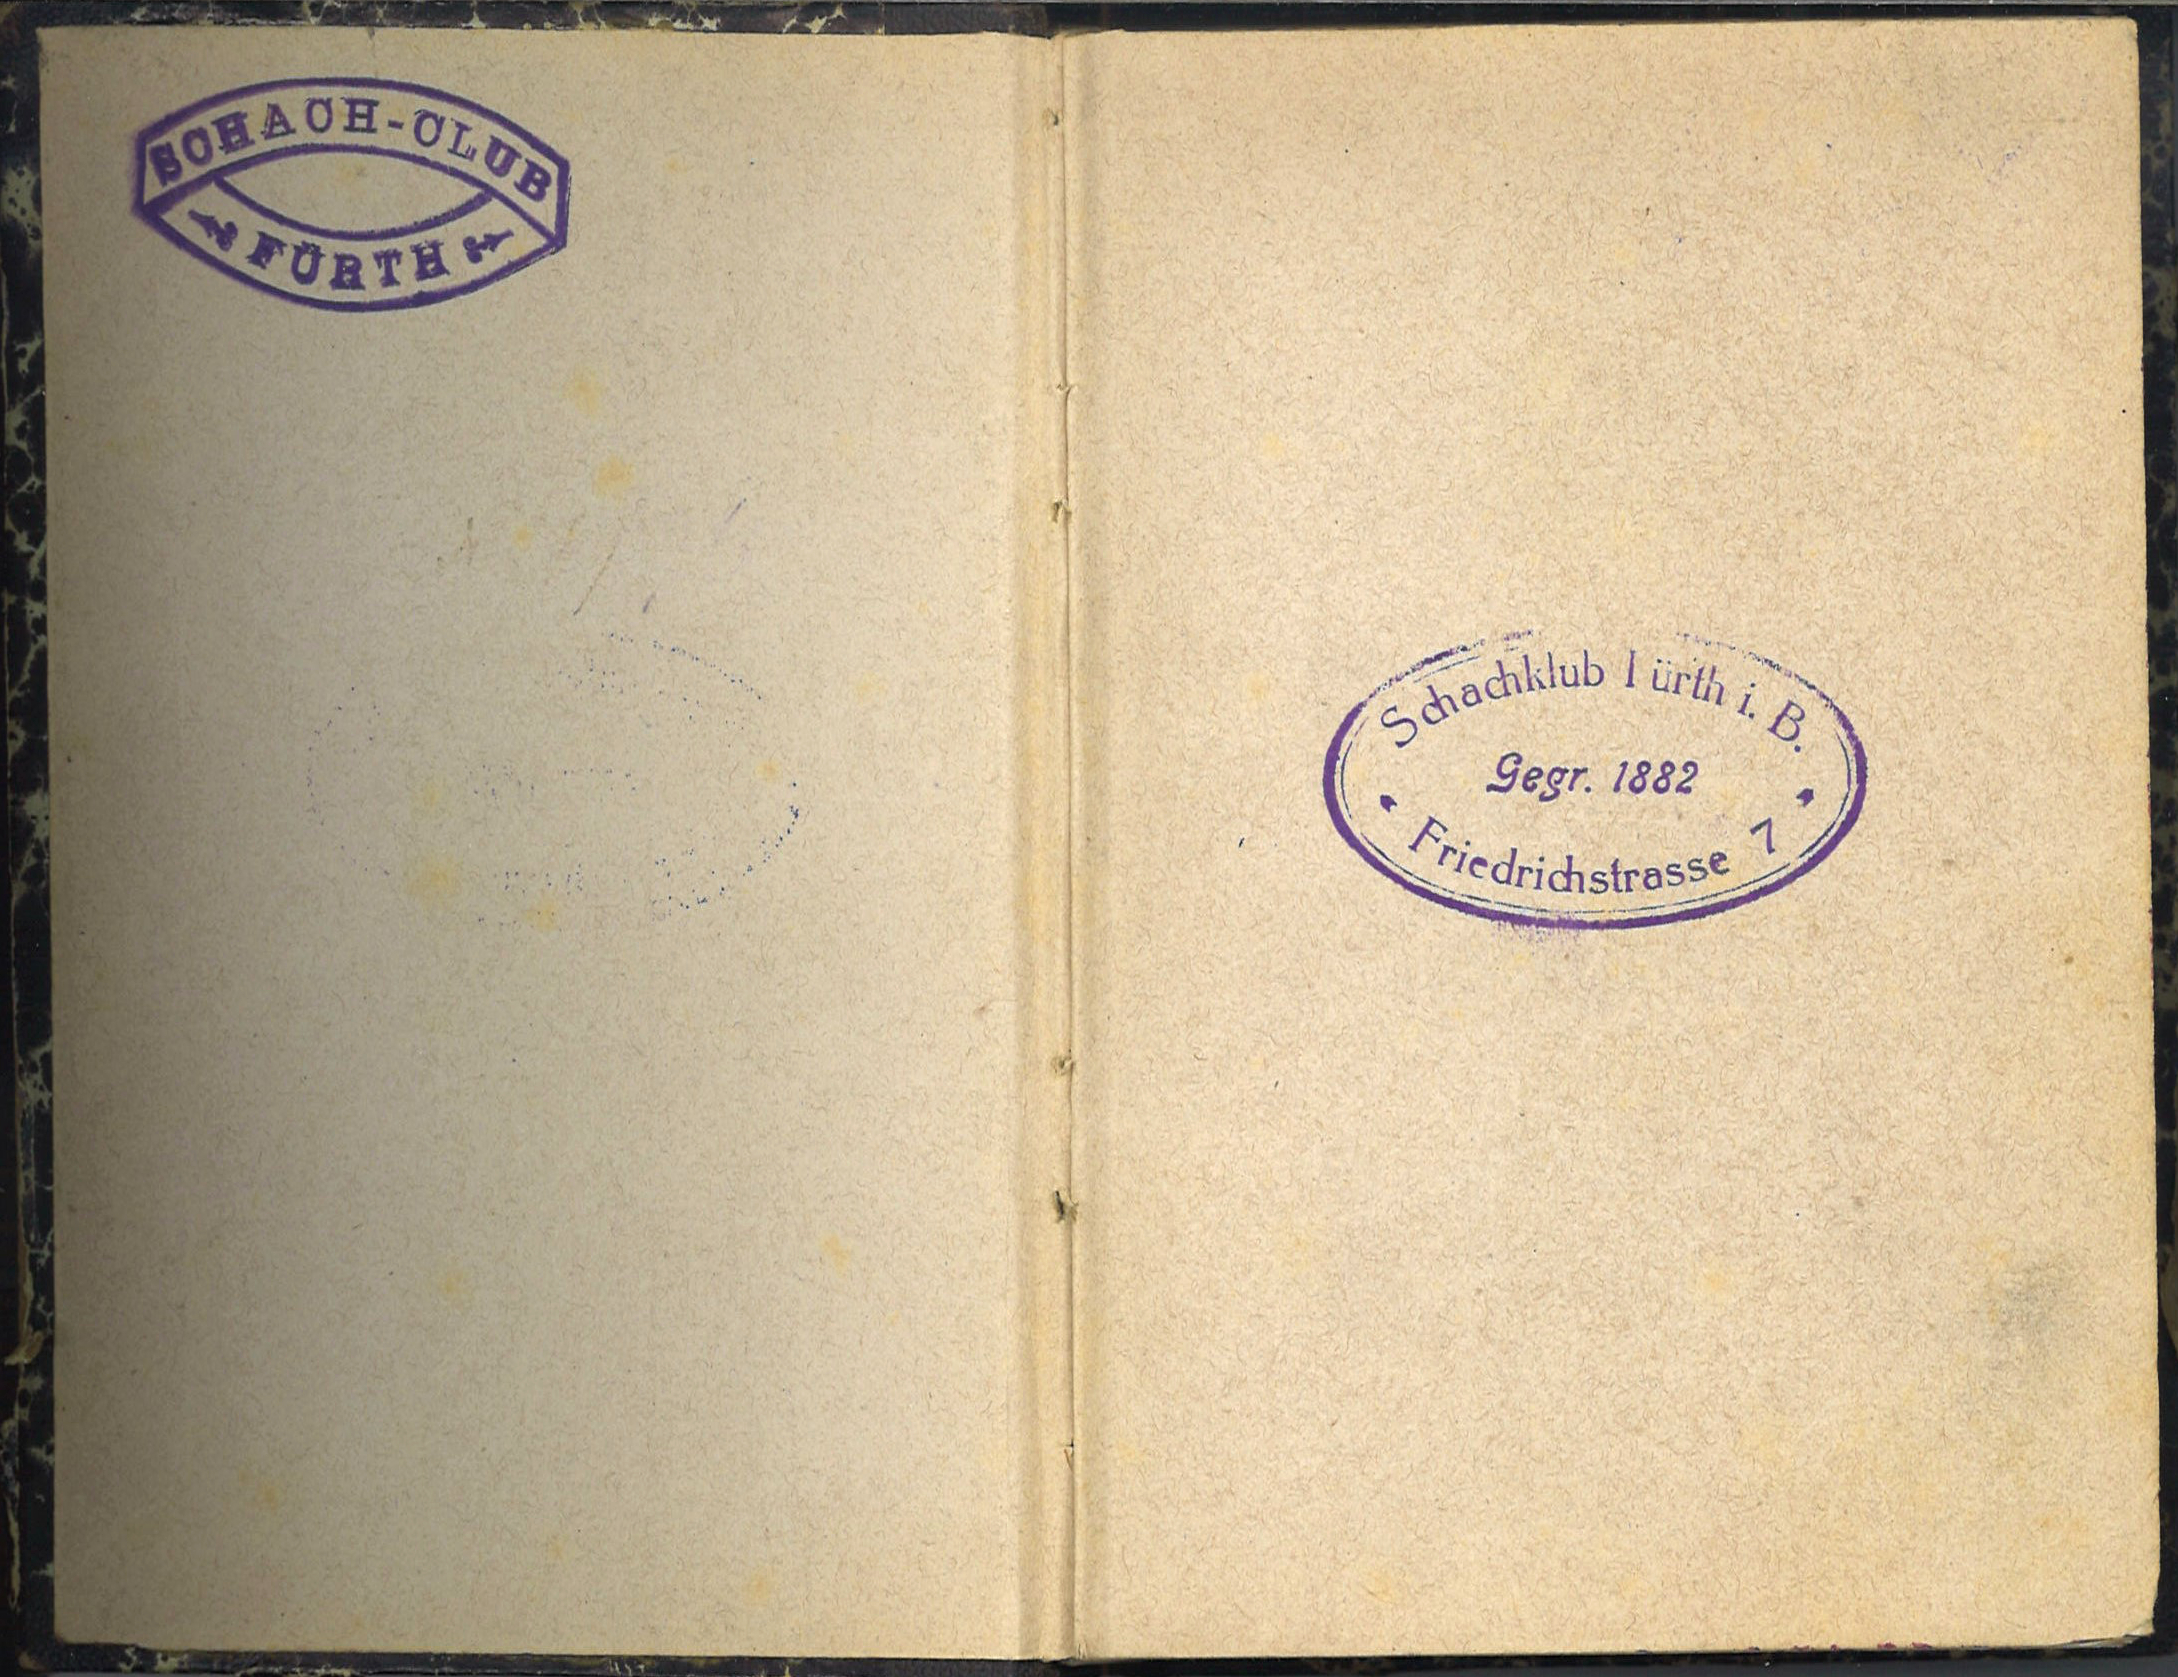 SCHACH-CLUB
FÜRTH
Schachklub Fürth i. B.
Gegr. 1882
Friedrichstrasse 7